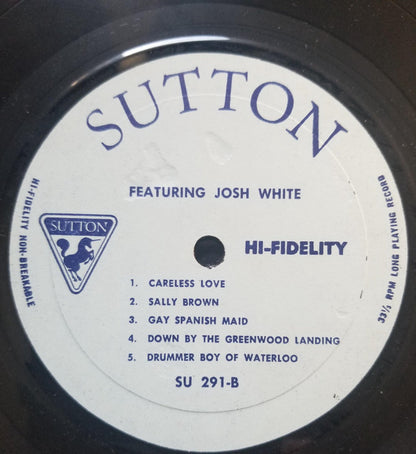 SUTTON
FEATURING JOSH WHITE
HI-FIDELITY NON-BREAKABLE
SUTTON
HI-FIDELITY
33⅓ RPM LONG PLAYING RECORD
1. CARELESS LOVE
2. SALLY BROWN
3. GAY SPANISH MAID
4. DOWN BY THE GREENWOOD LANDING
5. DRUMMER BOY OF WATERLOO
SU 291-B